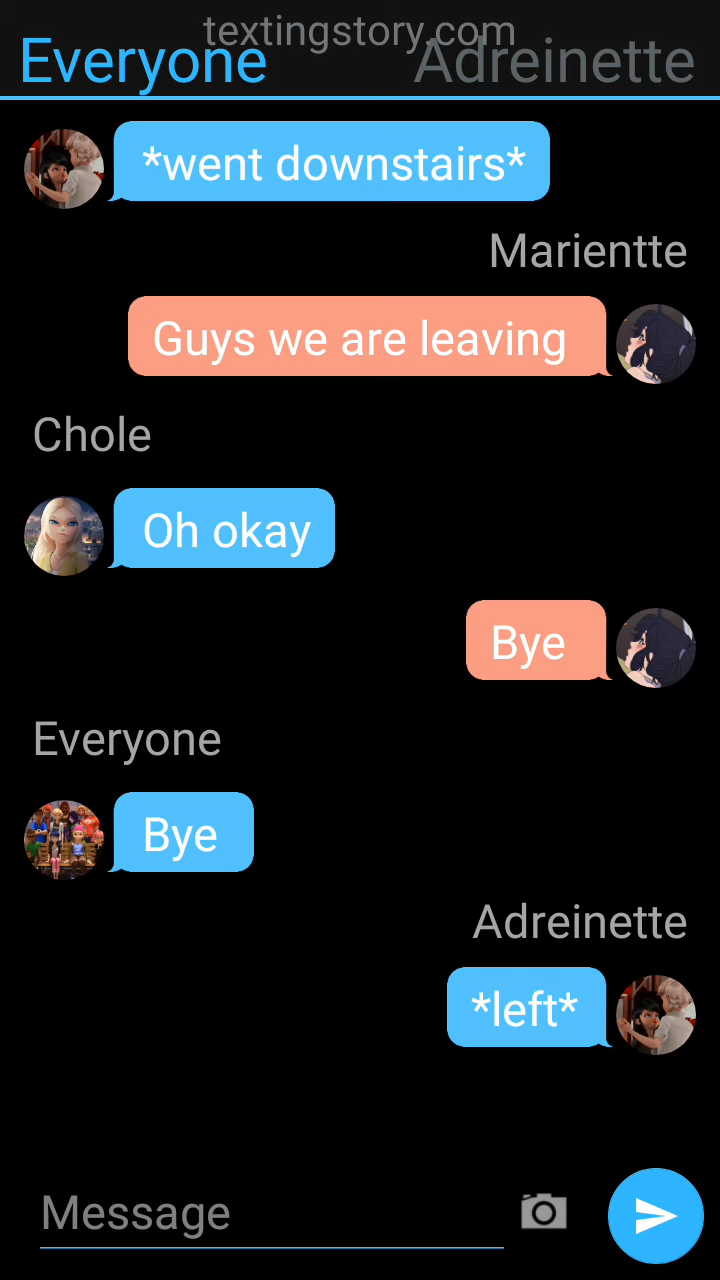 textingstory.com
Everyone Adreinette
*went downstairs*
Marientte
Guys we are leaving
Chole
Oh okay
Bye
Everyone
Bye
Adreinette
*left*
Message